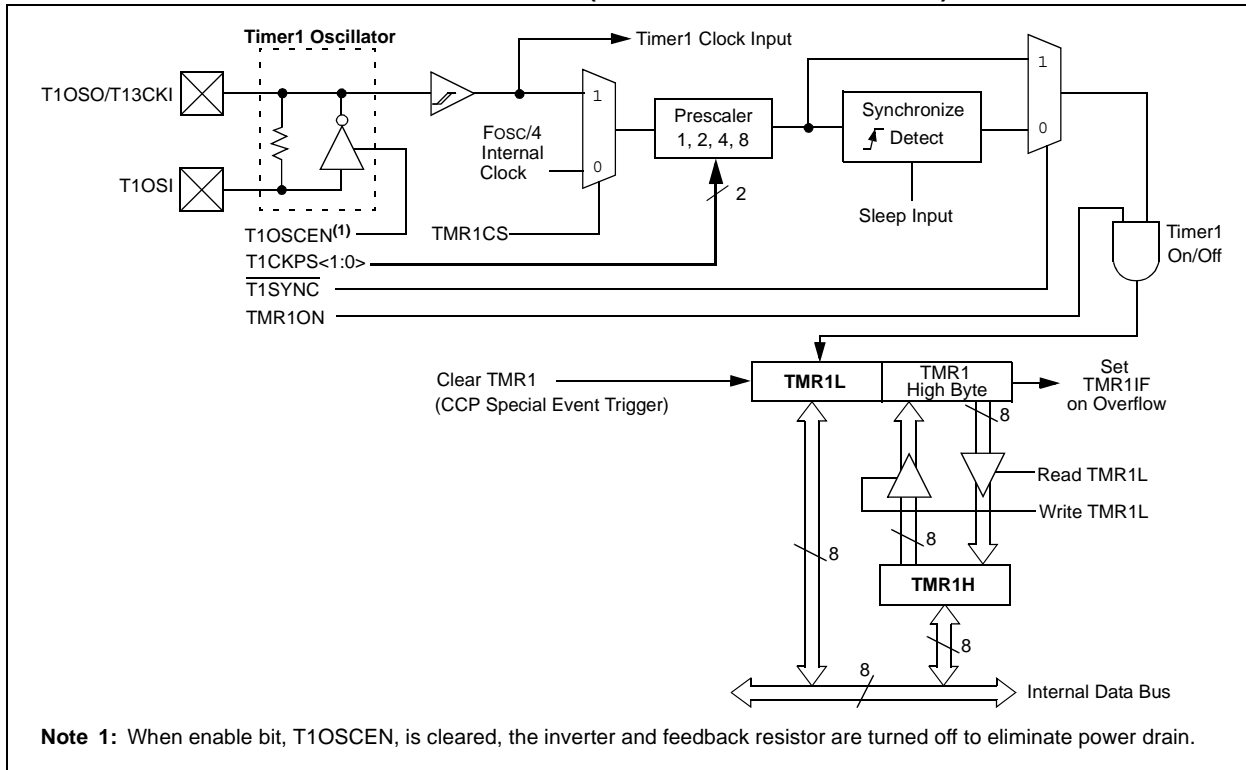 Timer1 Oscillator
Timer1 Clock Input
T1OSO/T13CKI
1
FOSC/4
Internal
Clock
0
Prescaler
1, 2, 4, 8
Synchronize
Detect
1
0
T1OSI
2
Sleep Input
T1OSCEN(1)
TMR1CS
Timer1
On/Off
T1CKPS<1:0>
T1SYNC
TMR1ON
Clear TMR1
(CCP Special Event Trigger)
TMR1L
TMR1
High Byte
Set
TMR1IF
on Overflow
8
Read TMR1L
Write TMR1L
8
8
TMR1H
8
8
Internal Data Bus
Note 1: When enable bit, T1OSCEN, is cleared, the inverter and feedback resistor are turned off to eliminate power drain.